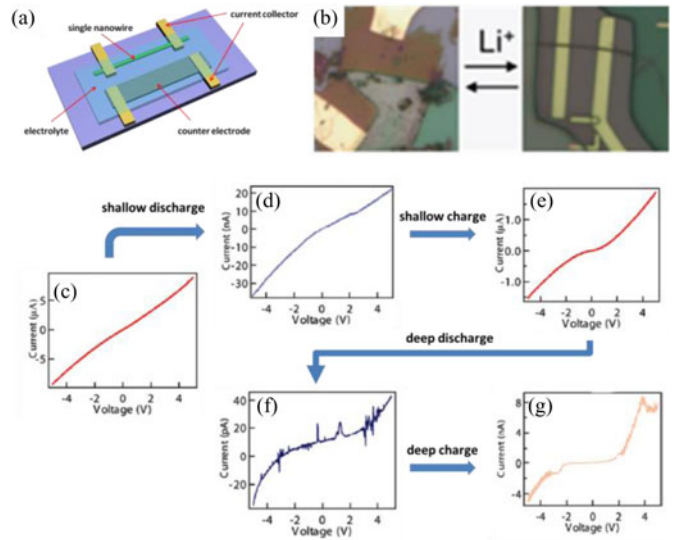 (a)
single nanowire
current collector
electrolyte
counter electrode
(b)
Li⁺
shallow discharge
(d)
Current (nA)
20
10
0
-10
-20
-30
-4 -2 0 2 4
Voltage (V)
shallow charge
(e)
Current (μA)
1.0
0.0
-1.0
-4 -2 0 2 4
Voltage (V)
(c)
Current (μA)
5
0
-5
-4 -2 0 2 4
Voltage (V)
deep discharge
(f)
Current (pA)
40
20
0
-20
-4 -2 0 2 4
Voltage (V)
deep charge
(g)
Current (nA)
8
4
0
-4
-4 -2 0 2 4
Voltage (V)